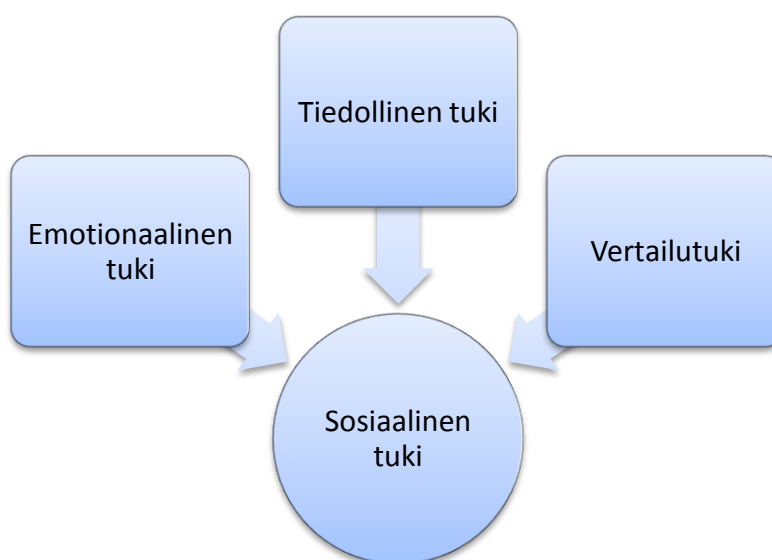 Tiedollinen tuki
Emotionaalinen
tuki
Vertailutuki
Sosiaalinen
tuki